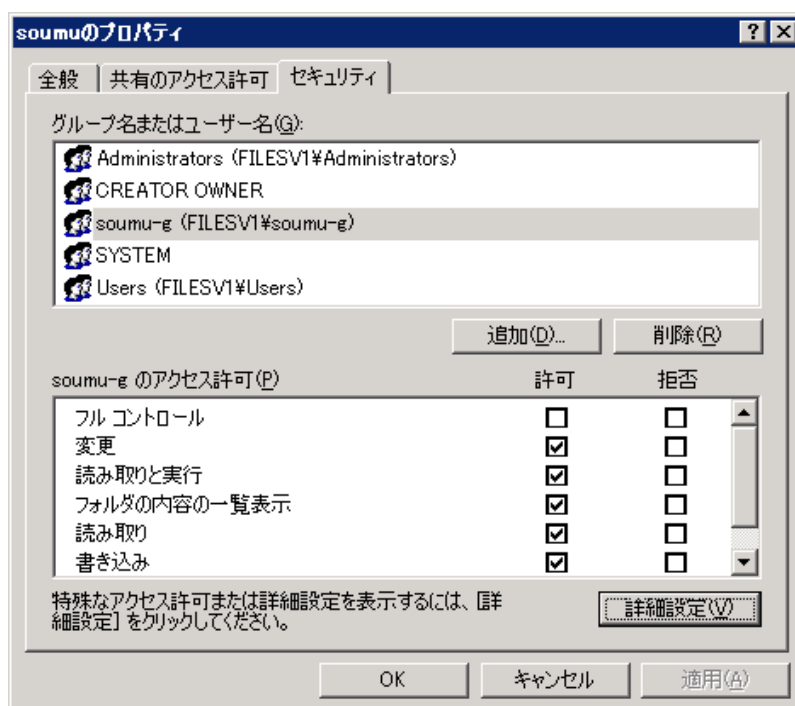 soumuのプロパティ
全般
共有のアクセス許可
セキュリティ
グループ名またはユーザー名(G):
Administrators (FILESV1¥Administrators)
CREATOR OWNER
soumu-g (FILESV1¥soumu-g)
SYSTEM
Users (FILESV1¥Users)
追加(D)...
削除(R)
soumu-g のアクセス許可(P)
許可
拒否
フル コントロール
変更
読み取りと実行
フォルダの内容の一覧表示
読み取り
書き込み
特殊なアクセス許可または詳細設定を表示するには、[詳
細設定] をクリックしてください。
詳細設定(V)
OK
キャンセル
適用(A)